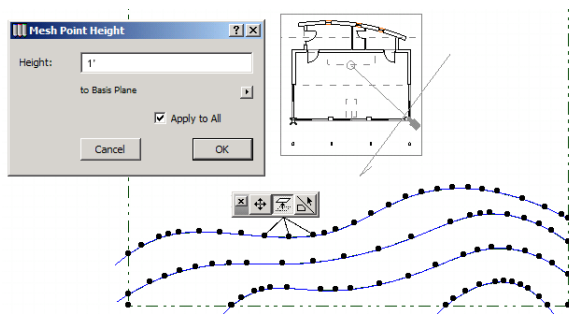 Mesh Point Height
Height:
1'
to Basis Plane
Apply to All
Cancel
OK